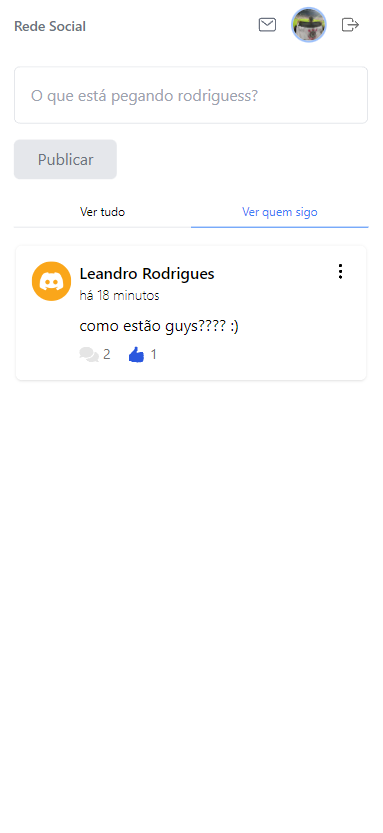 Rede Social
O que está pegando rodriguess?
Publicar
Ver tudo
Ver quem sigo
Leandro Rodrigues
há 18 minutos
como estão guys???? :)
2
1